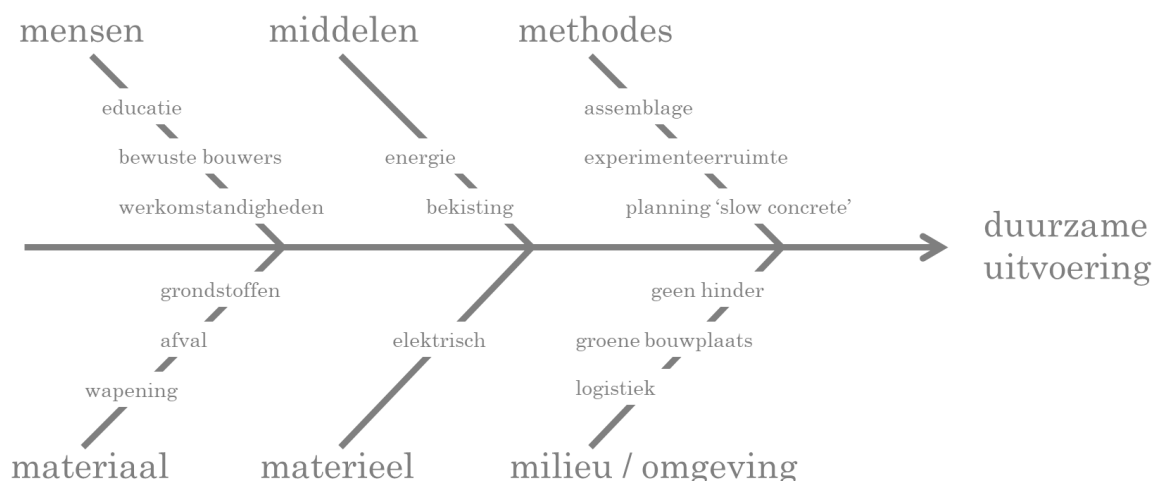 mensen
middelen
methodes
educatie
assemblage
bewuste bouwers
energie
experimenteerruimte
werkomstandigheden
bekisting
planning ‘slow concrete’
duurzame
uitvoering
grondstoffen
geen hinder
afval
elektrisch
groene bouwplaats
wapening
logistiek
materiaal
materieel
milieu / omgeving